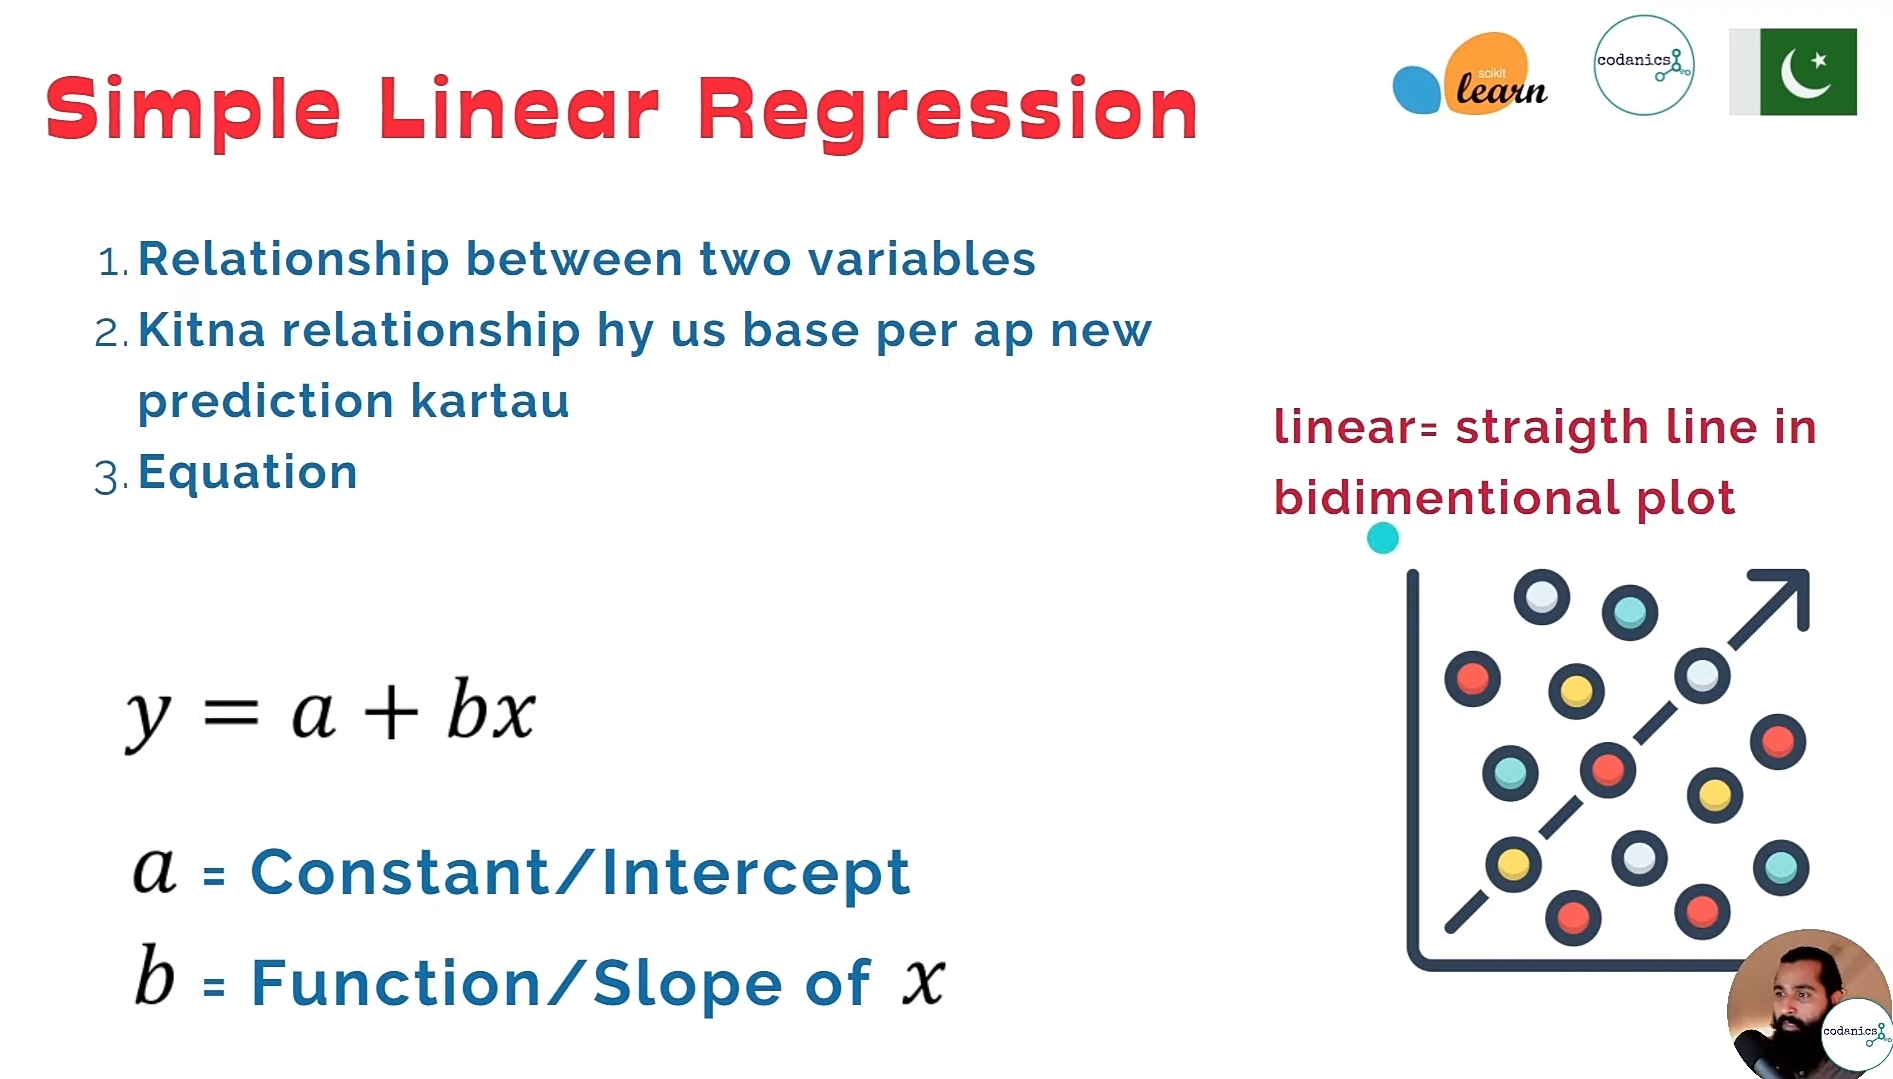 Simple Linear Regression
scikit
learn
codanics
1. Relationship between two variables
2. Kitna relationship hy us base per ap new
prediction kartau
3. Equation
linear= straigth line in
bidimentional plot
y = a + bx
a = Constant/Intercept
b = Function/Slope of x
codanics